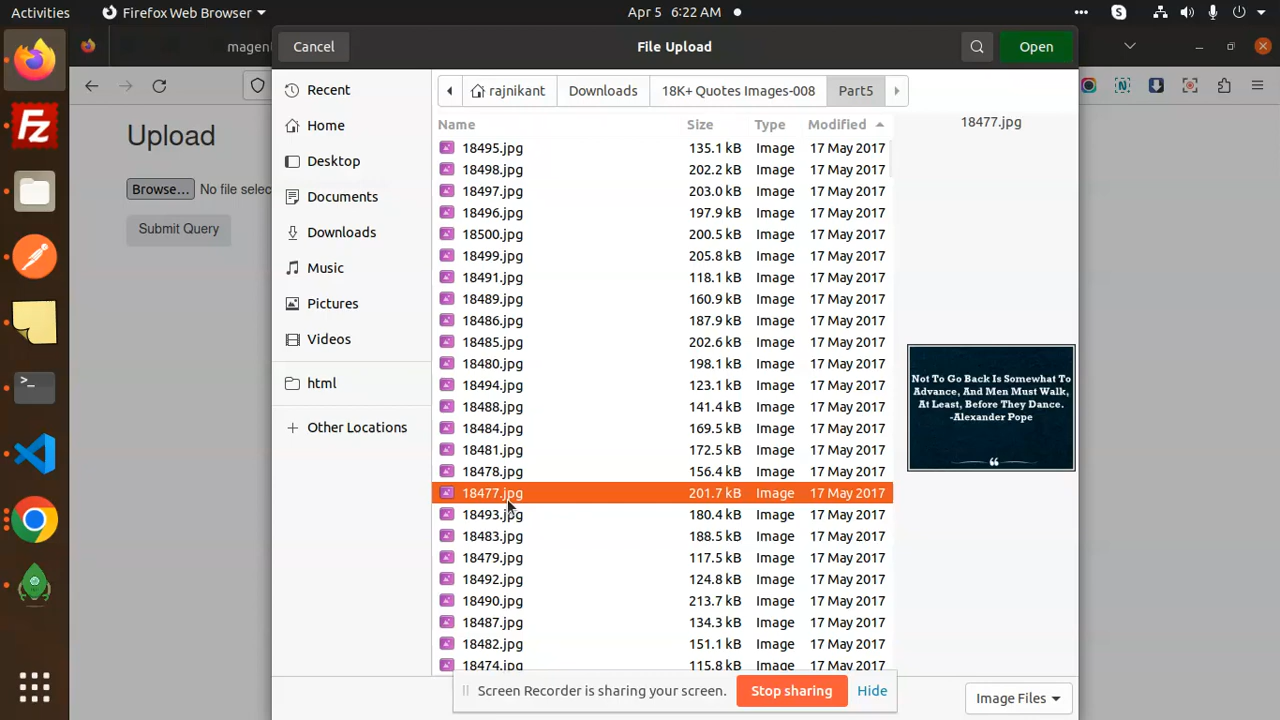 Activities Firefox Web Browser Apr 5 6:22 AM
magen
Cancel File Upload Open
Upload
Browse... No file selec
Submit Query
Recent
Home
Desktop
Documents
Downloads
Music
Pictures
Videos
html
Other Locations
rajnikant Downloads 18K+ Quotes Images-008 Part5
Name Size Type Modified
18495.jpg 135.1 kB Image 17 May 2017
18498.jpg 202.2 kB Image 17 May 2017
18497.jpg 203.0 kB Image 17 May 2017
18496.jpg 197.9 kB Image 17 May 2017
18500.jpg 200.5 kB Image 17 May 2017
18499.jpg 205.8 kB Image 17 May 2017
18491.jpg 118.1 kB Image 17 May 2017
18489.jpg 160.9 kB Image 17 May 2017
18486.jpg 187.9 kB Image 17 May 2017
18485.jpg 202.6 kB Image 17 May 2017
18480.jpg 198.1 kB Image 17 May 2017
18494.jpg 123.1 kB Image 17 May 2017
18488.jpg 141.4 kB Image 17 May 2017
18484.jpg 169.5 kB Image 17 May 2017
18481.jpg 172.5 kB Image 17 May 2017
18478.jpg 156.4 kB Image 17 May 2017
18477.jpg 201.7 kB Image 17 May 2017
18493.jpg 180.4 kB Image 17 May 2017
18483.jpg 188.5 kB Image 17 May 2017
18479.jpg 117.5 kB Image 17 May 2017
18492.jpg 124.8 kB Image 17 May 2017
18490.jpg 213.7 kB Image 17 May 2017
18487.jpg 134.3 kB Image 17 May 2017
18482.jpg 151.1 kB Image 17 May 2017
18474.jpg 115.8 kB Image 17 May 2017
18477.jpg
Not To Go Back Is Somewhat To
Advance, And Men Must Walk,
At Least, Before They Dance.
-Alexander Pope
Screen Recorder is sharing your screen. Stop sharing Hide
Image Files